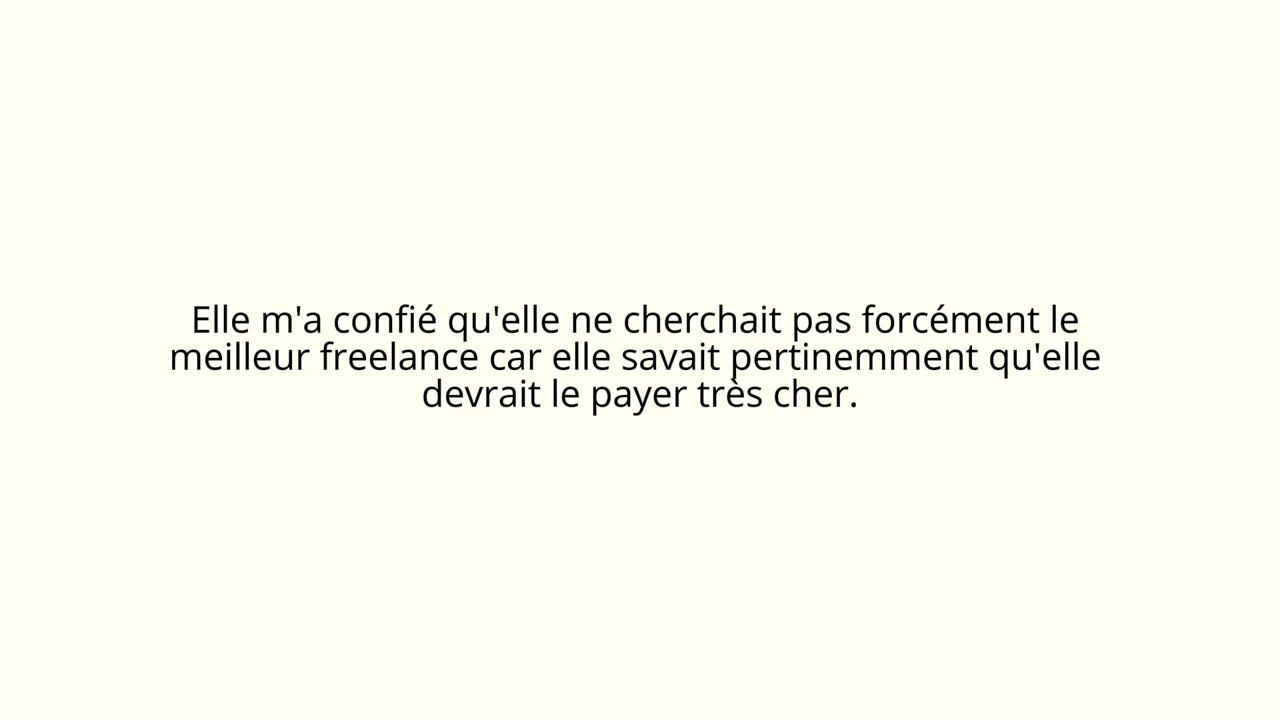 Elle m'a confié qu'elle ne cherchait pas forcément le
meilleur freelance car elle savait pertinemment qu'elle
devrait le payer très cher.